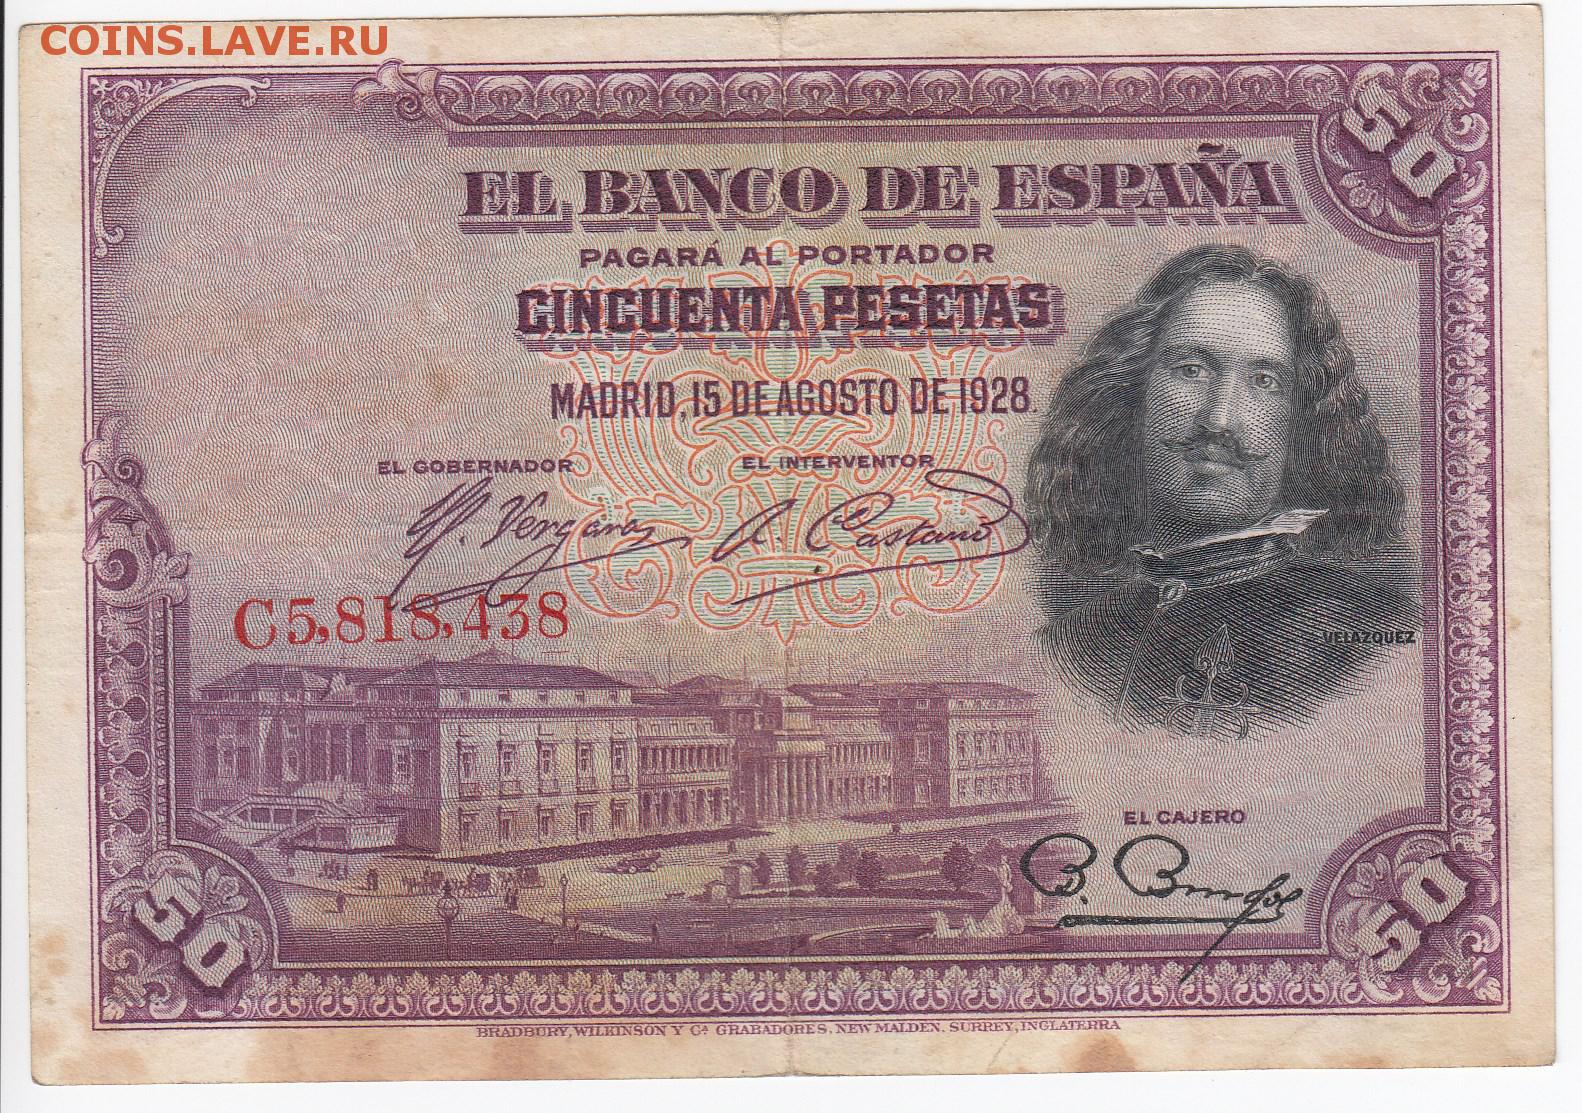 COINS.LAVE.RU
50
EL BANCO DE ESPAÑA
PAGARÁ AL PORTADOR
CINCUENTA PESETAS
MADRID, 15 DE AGOSTO DE 1928.
EL GOBERNADOR EL INTERVENTOR
C5,818,438
VELAZQUEZ
EL CAJERO
50 50
BRADBURY, WILKINSON Y Cª GRABADORES, NEW MALDEN, SURREY, INGLATERRA